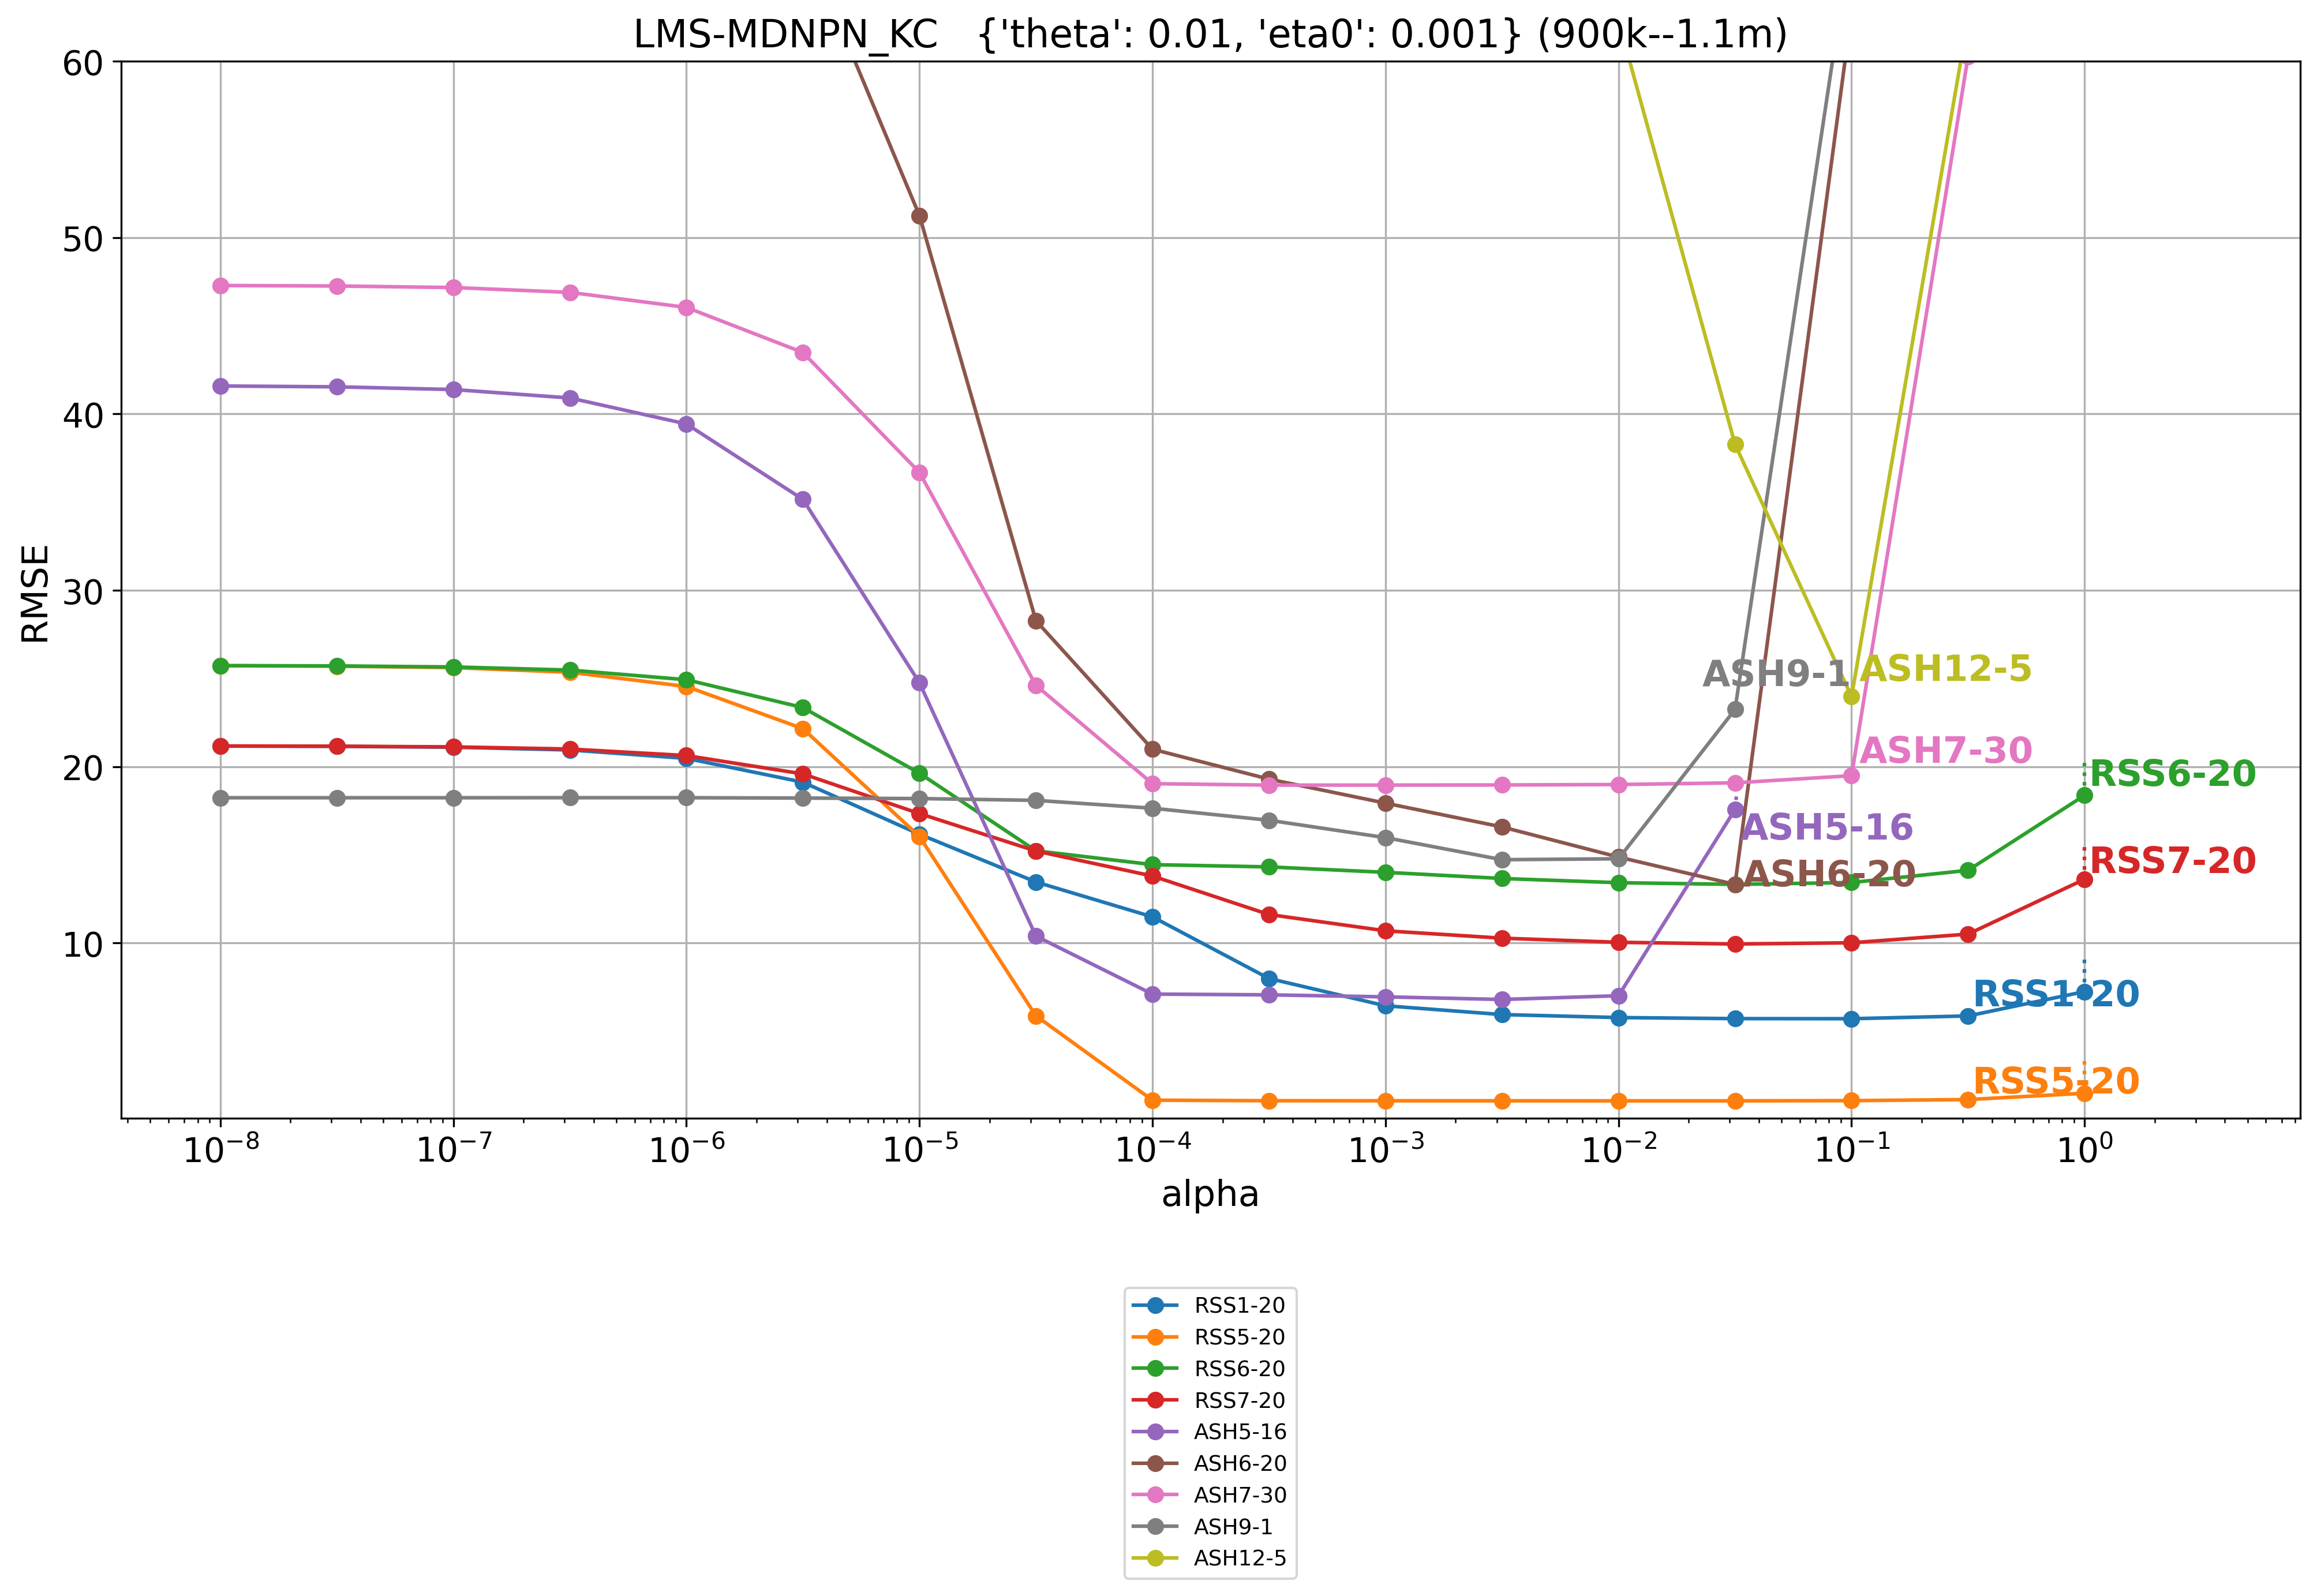 LMS-MDNPN_KC {'theta': 0.01, 'eta0': 0.001} (900k--1.1m)
60
50
40
30
20
10
RMSE
ASH9-1
ASH12-5
ASH7-30
RSS6-20
ASH5-16
ASH6-20
RSS7-20
RSS1-20
RSS5-20
10⁻⁸ 10⁻⁷ 10⁻⁶ 10⁻⁵ 10⁻⁴ 10⁻³ 10⁻² 10⁻¹ 10⁰
alpha
RSS1-20
RSS5-20
RSS6-20
RSS7-20
ASH5-16
ASH6-20
ASH7-30
ASH9-1
ASH12-5